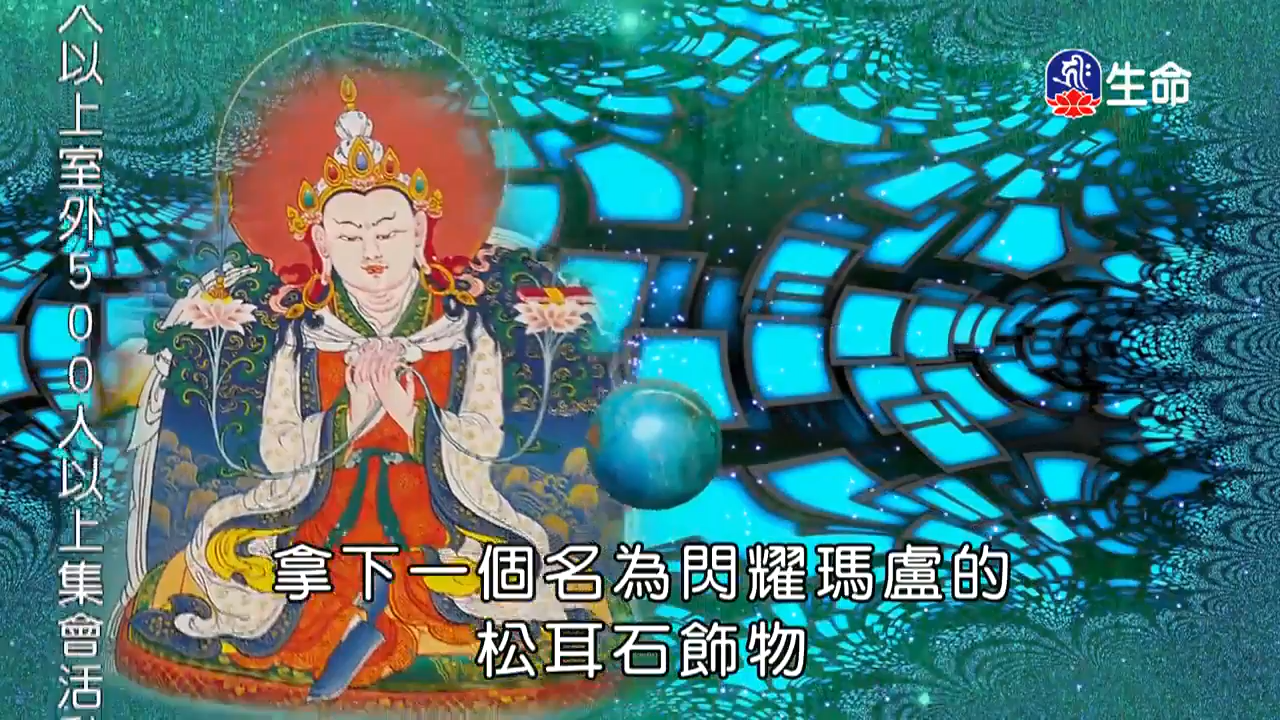 生命
以上室外500人以上集會活
拿下一個名為閃耀瑪盧的
松耳石飾物